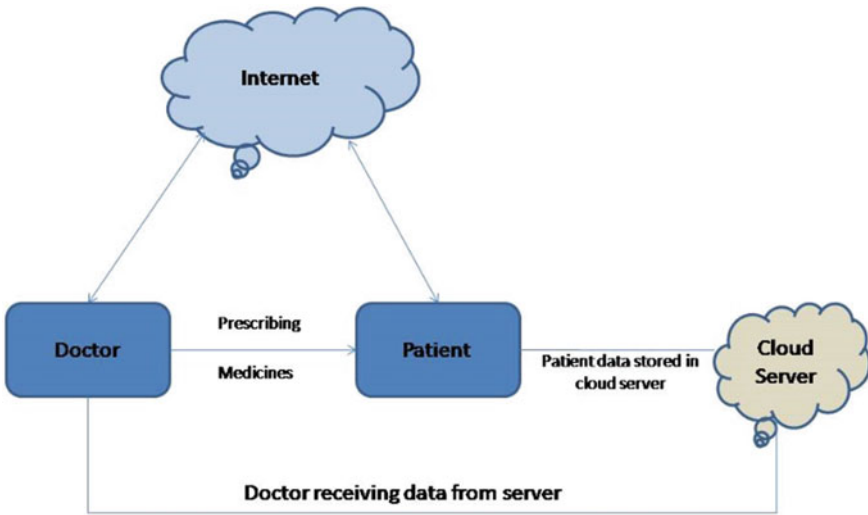 Internet
Prescribing
Doctor
Patient
Medicines
Patient data stored in
cloud server
Cloud
Server
Doctor receiving data from server